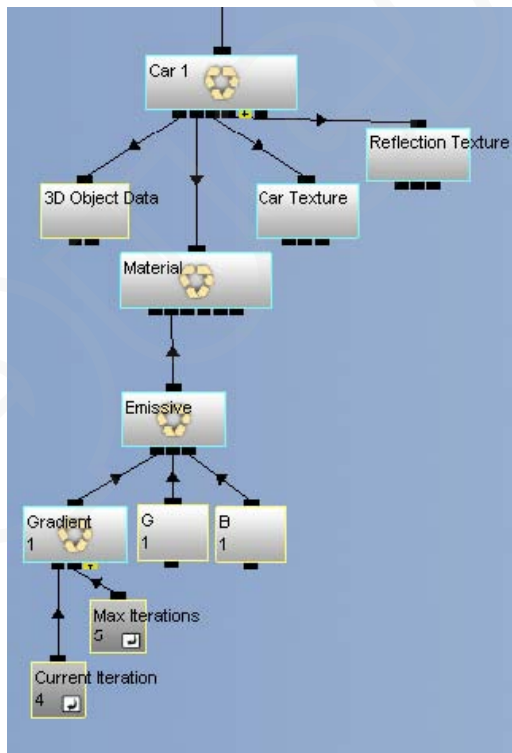 Car 1
Reflection Texture
3D Object Data
Car Texture
Material
Emissive
Gradient
1
G
1
B
1
Max Iterations
5
Current Iteration
4